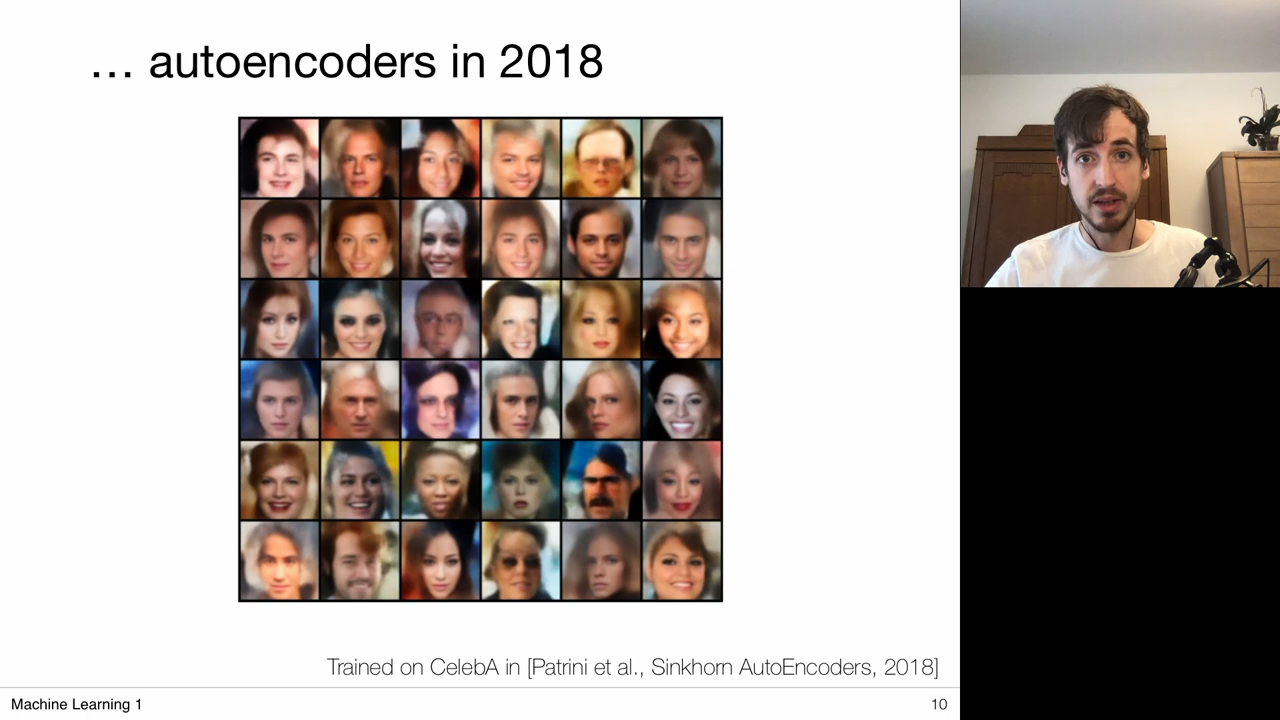 … autoencoders in 2018
Trained on CelebA in [Patrini et al., Sinkhorn AutoEncoders, 2018]
Machine Learning 1
10